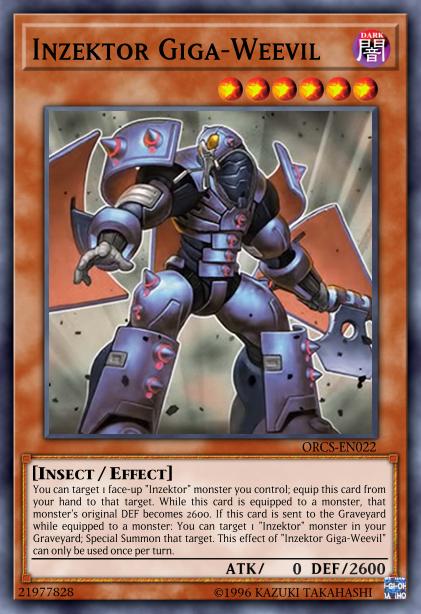 INZEKTOR GIGA-WEEVIL
DARK
闇
ORCS-EN022
[INSECT / EFFECT]
You can target 1 face-up "Inzektor" monster you control; equip this card from
your hand to that target. While this card is equipped to a monster, that
monster's original DEF becomes 2600. If this card is sent to the Graveyard
while equipped to a monster: You can target 1 "Inzektor" monster in your
Graveyard; Special Summon that target. This effect of "Inzektor Giga-Weevil"
can only be used once per turn.
ATK/ 0 DEF/2600
21977828
©1996 KAZUKI TAKAHASHI